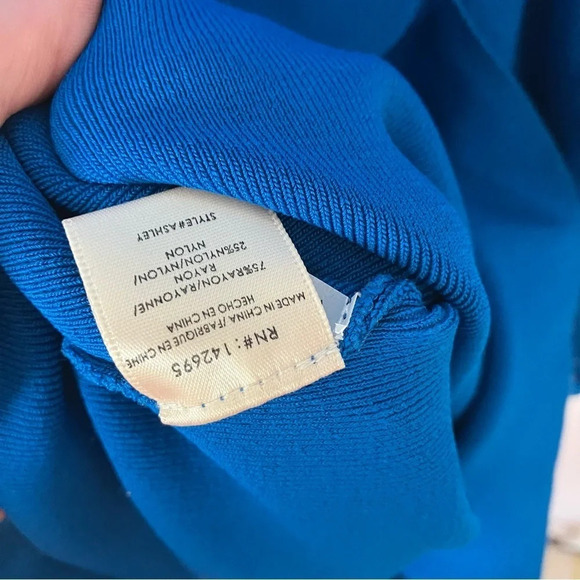 RN#: 142695
MADE IN CHINA /FABRIQUE EN CHINE
HECHO EN CHINA
75%RAYON/RAYONNE/
RAYON
25%NYLON/NYLON/
NYLON
STYLE#ASHLEY